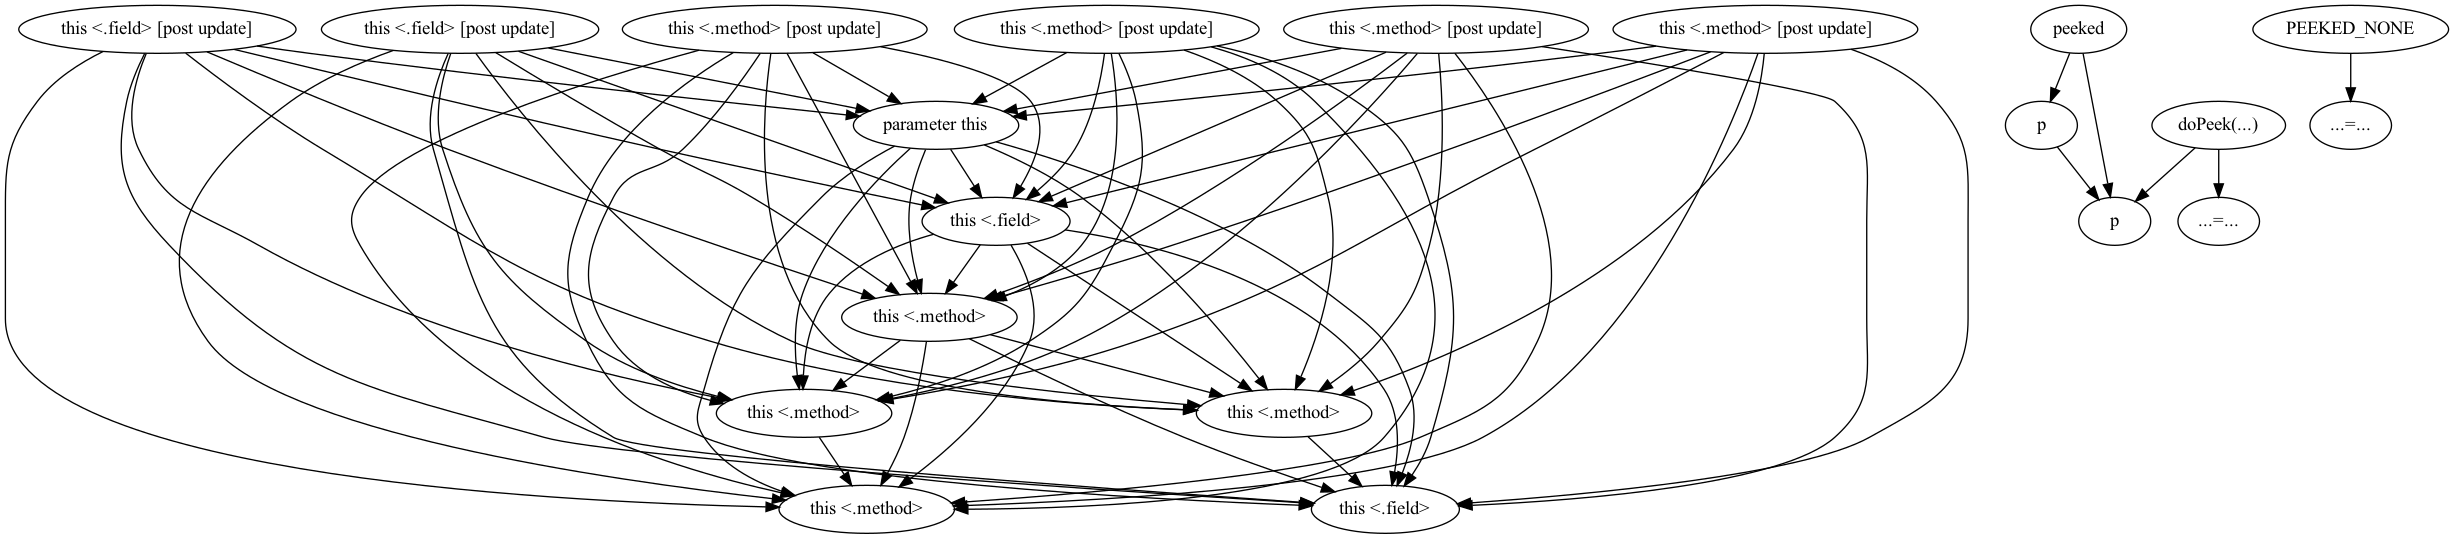 this <.field> [post update]
this <.field> [post update]
this <.method> [post update]
this <.method> [post update]
this <.method> [post update]
this <.method> [post update]
peeked
PEEKED_NONE
parameter this
p
doPeek(...)
...=...
this <.field>
p
...=...
this <.method>
this <.method>
this <.method>
this <.method>
this <.field>